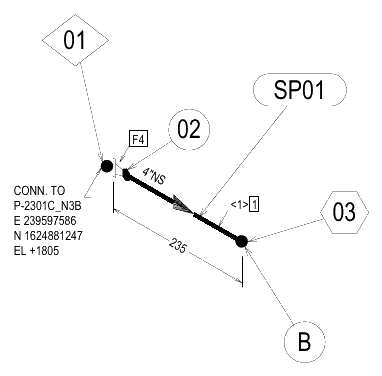 01
SP01
F4
02
4"NS
CONN. TO
P-2301C_N3B
E 239597586
N 1624881247
EL +1805
<1> 1
03
235
B